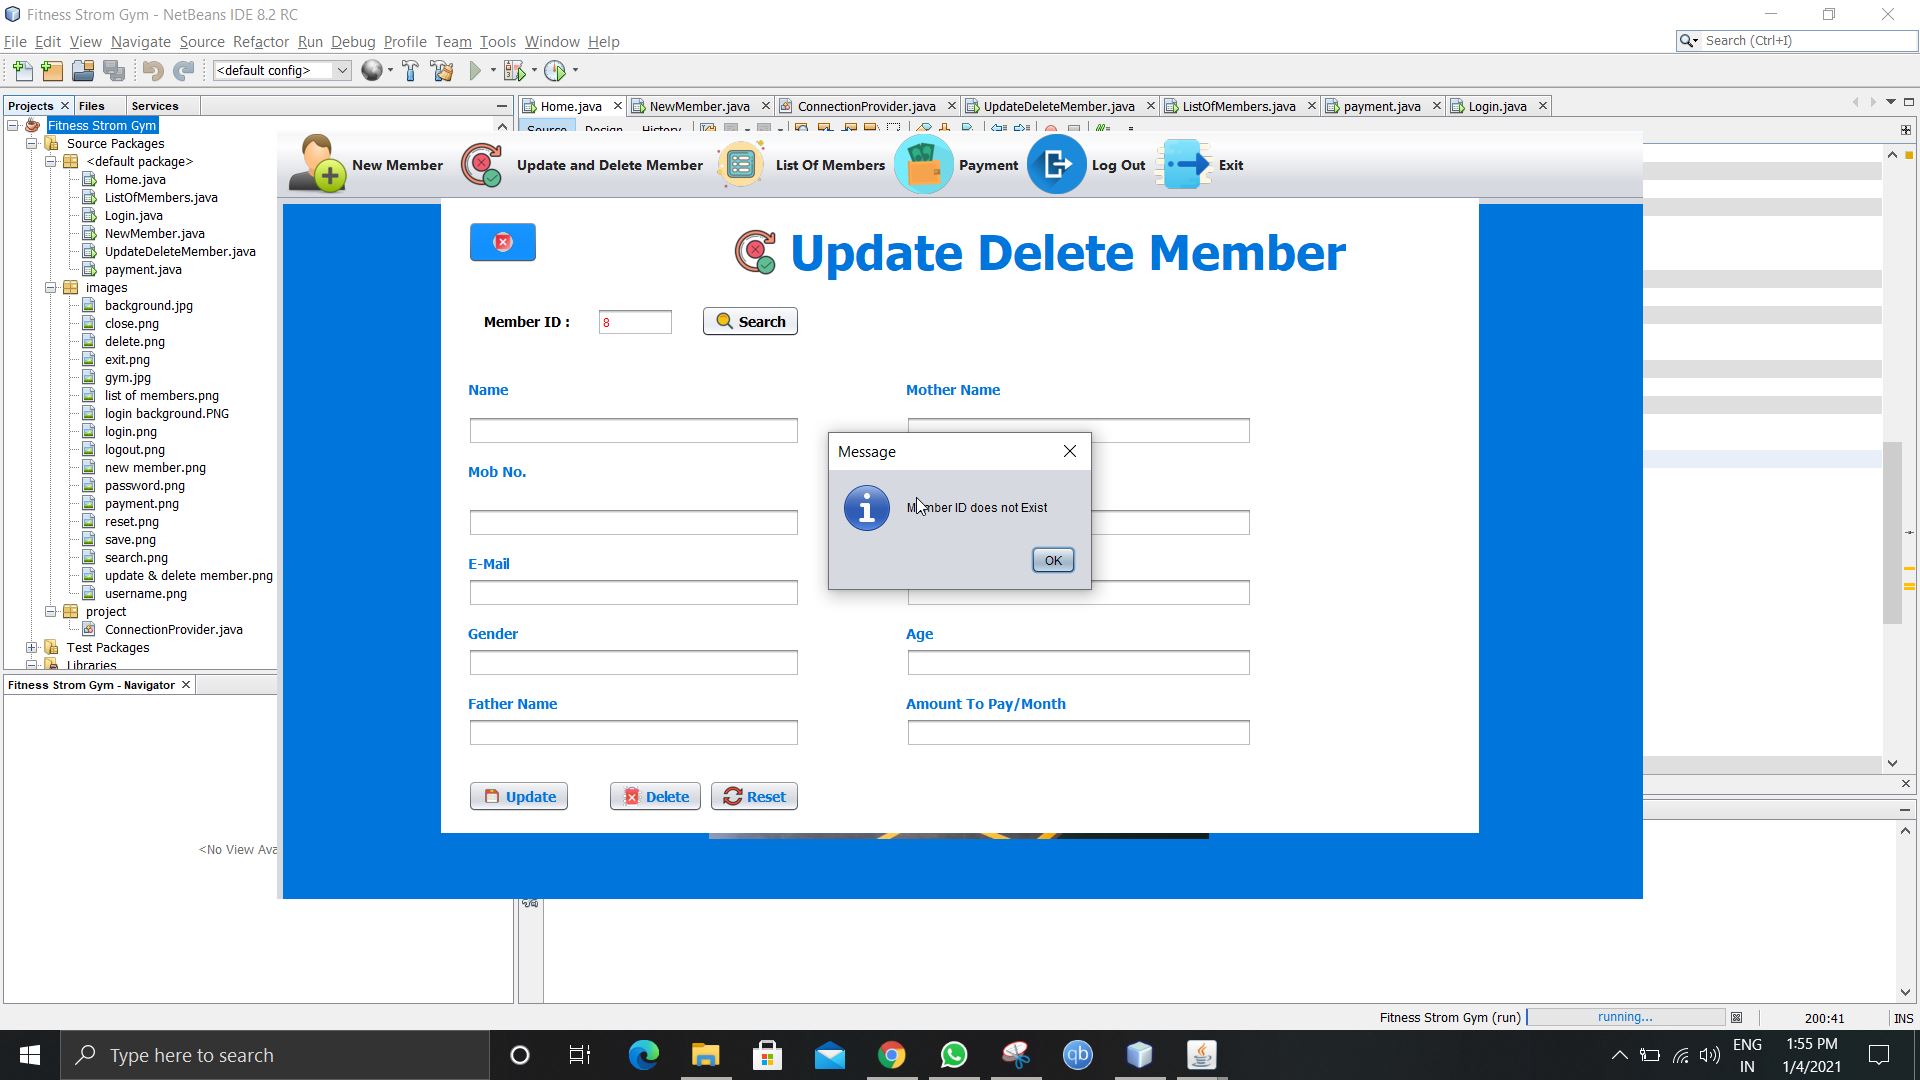 Fitness Strom Gym - NetBeans IDE 8.2 RC
File Edit View Navigate Source Refactor Run Debug Profile Team Tools Window Help
Search (Ctrl+I)
<default config>
Projects Files Services
Home.java NewMember.java ConnectionProvider.java UpdateDeleteMember.java ListOfMembers.java payment.java Login.java
Source Design History
Fitness Strom Gym
Source Packages
<default package>
Home.java
ListOfMembers.java
Login.java
NewMember.java
UpdateDeleteMember.java
payment.java
images
background.jpg
close.png
delete.png
exit.png
gym.jpg
list of members.png
login background.PNG
login.png
logout.png
new member.png
password.png
payment.png
reset.png
save.png
search.png
update & delete member.png
username.png
project
ConnectionProvider.java
Test Packages
Libraries
Fitness Strom Gym - Navigator
<No View Ava
New Member Update and Delete Member List Of Members Payment Log Out Exit
Update Delete Member
Member ID : 8 Search
Name Mother Name
Mob No.
E-Mail
Gender Age
Father Name Amount To Pay/Month
Update Delete Reset
Message
Member ID does not Exist
OK
Fitness Strom Gym (run) running... 200:41 INS
Type here to search
qb
ENG
IN
1:55 PM
1/4/2021